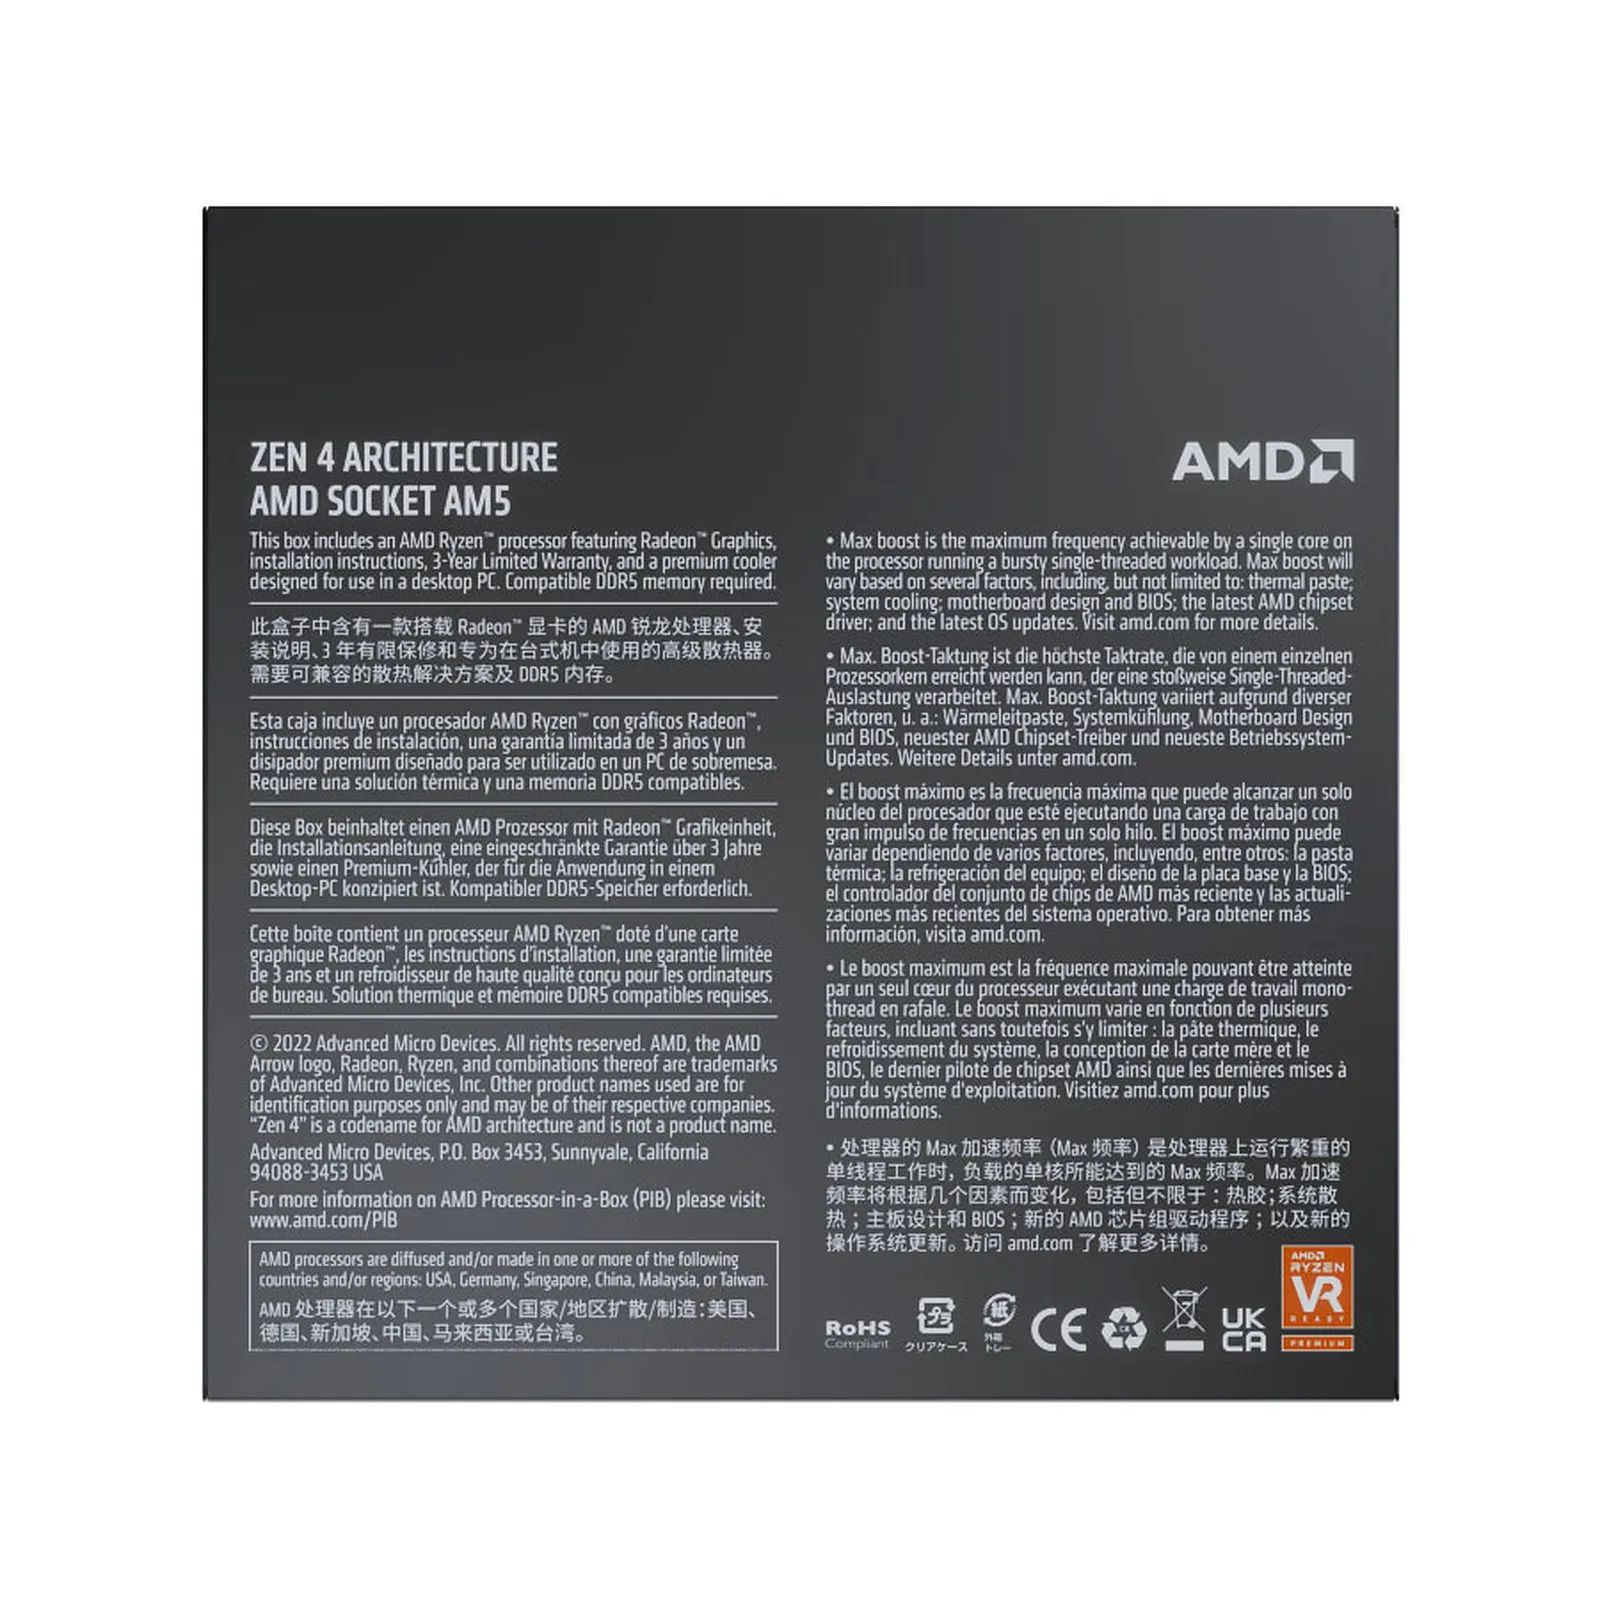 ZEN 4 ARCHITECTURE
AMD SOCKET AM5
This box includes an AMD Ryzen™ processor featuring Radeon™ Graphics,
installation instructions, 3-Year Limited Warranty, and a premium cooler
designed for use in a desktop PC. Compatible DDR5 memory required.
此盒子中含有一款搭载 Radeon™ 显卡的 AMD 锐龙处理器、安
装说明、3 年有限保修和专为在台式机中使用的高级散热器。
需要可兼容的散热解决方案及 DDR5 内存。
Esta caja incluye un procesador AMD Ryzen™ con gráficos Radeon™,
instrucciones de instalación, una garantía limitada de 3 años y un
disipador premium diseñado para ser utilizado en un PC de sobremesa.
Requiere una solución térmica y una memoria DDR5 compatibles.
Diese Box beinhaltet einen AMD Prozessor mit Radeon™ Grafikeinheit,
die Installationsanleitung, eine eingeschränkte Garantie über 3 Jahre
sowie einen Premium-Kühler, der für die Anwendung in einem
Desktop-PC konzipiert ist. Kompatibler DDR5-Speicher erforderlich.
Cette boîte contient un processeur AMD Ryzen™ doté d'une carte
graphique Radeon™, les instructions d'installation, une garantie limitée
de 3 ans et un refroidisseur de haute qualité conçu pour les ordinateurs
de bureau. Solution thermique et mémoire DDR5 compatibles requises.
© 2022 Advanced Micro Devices. All rights reserved. AMD, the AMD
Arrow logo, Radeon, Ryzen, and combinations thereof are trademarks
of Advanced Micro Devices, Inc. Other product names used are for
identification purposes only and may be of their respective companies.
“Zen 4” is a codename for AMD architecture and is not a product name.
Advanced Micro Devices, P.O. Box 3453, Sunnyvale, California
94088-3453 USA
For more information on AMD Processor-in-a-Box (PIB) please visit:
www.amd.com/PIB
AMD processors are diffused and/or made in one or more of the following
countries and/or regions: USA, Germany, Singapore, China, Malaysia, or Taiwan.
AMD 处理器在以下一个或多个国家/地区扩散/制造：美国、
德国、新加坡、中国、马来西亚或台湾。
AMD
• Max boost is the maximum frequency achievable by a single core on
the processor running a bursty single-threaded workload. Max boost will
vary based on several factors, including, but not limited to: thermal paste;
system cooling; motherboard design and BIOS; the latest AMD chipset
driver; and the latest OS updates. Visit amd.com for more details.
• Max. Boost-Taktung ist die höchste Taktrate, die von einem einzelnen
Prozessorkern erreicht werden kann, der eine stoßweise Single-Threaded-
Auslastung verarbeitet. Max. Boost-Taktung variiert aufgrund diverser
Faktoren, u. a.: Wärmeleitpaste, Systemkühlung, Motherboard Design
und BIOS, neuester AMD Chipset-Treiber und neueste Betriebssystem-
Updates. Weitere Details unter amd.com.
• El boost máximo es la frecuencia máxima que puede alcanzar un solo
núcleo del procesador que esté ejecutando una carga de trabajo con
gran impulso de frecuencias en un solo hilo. El boost máximo puede
variar dependiendo de varios factores, incluyendo, entre otros: la pasta
térmica; la refrigeración del equipo; el diseño de la placa base y la BIOS;
el controlador del conjunto de chips de AMD más reciente y las actuali-
zaciones más recientes del sistema operativo. Para obtener más
información, visita amd.com.
• Le boost maximum est la fréquence maximale pouvant être atteinte
par un seul cœur du processeur exécutant une charge de travail mono-
thread en rafale. Le boost maximum varie en fonction de plusieurs
facteurs, incluant sans toutefois s'y limiter : la pâte thermique, le
refroidissement du système, la conception de la carte mère et le
BIOS, le dernier pilote de chipset AMD ainsi que les dernières mises à
jour du système d'exploitation. Visitiez amd.com pour plus
d'informations.
• 处理器的 Max 加速频率（Max 频率）是处理器上运行繁重的
单线程工作时，负载的单核所能达到的 Max 频率。Max 加速
频率将根据几个因素而变化，包括但不限于：热胶；系统散
热；主板设计和 BIOS；新的 AMD 芯片组驱动程序；以及新的
操作系统更新。访问 amd.com 了解更多详情。
RoHS
Compliant
プラ
クリアケース
紙
外箱
トレー
CE
UK
CA
AMD
RYZEN
VR
READY
PREMIUM